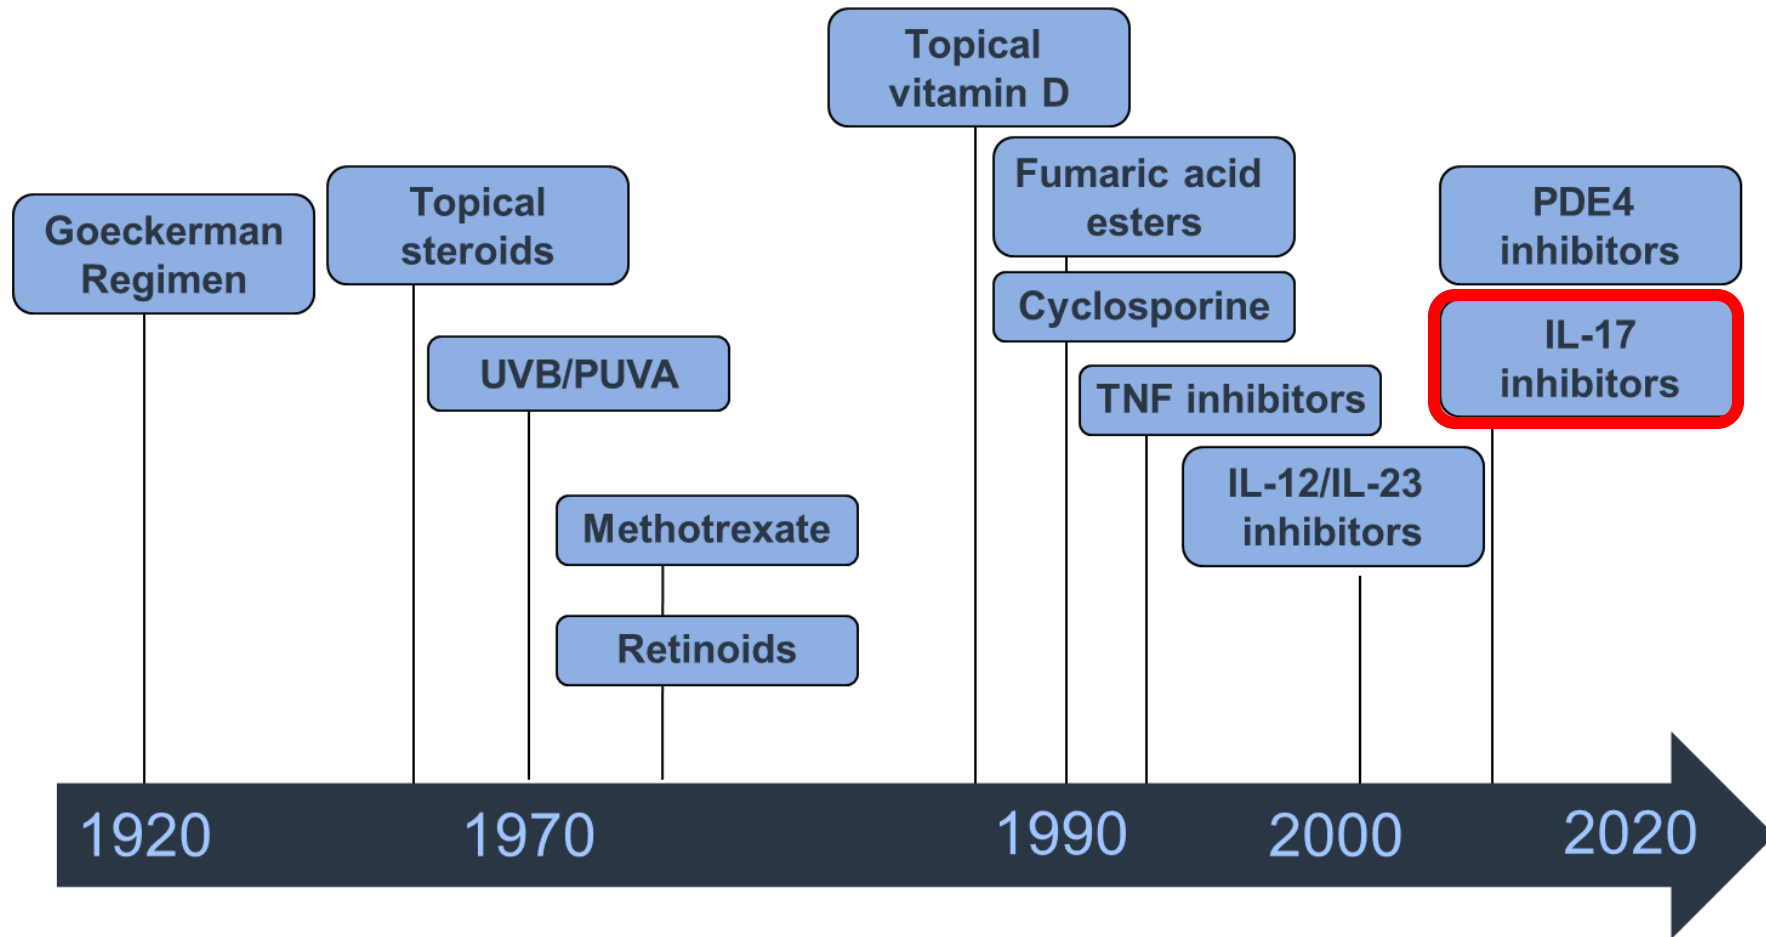 Topical
vitamin D
Fumaric acid
esters
PDE4
inhibitors
Topical
steroids
Goeckerman
Regimen
Cyclosporine
IL-17
inhibitors
UVB/PUVA
TNF inhibitors
IL-12/IL-23
inhibitors
Methotrexate
Retinoids
1920
1970
1990
2000
2020